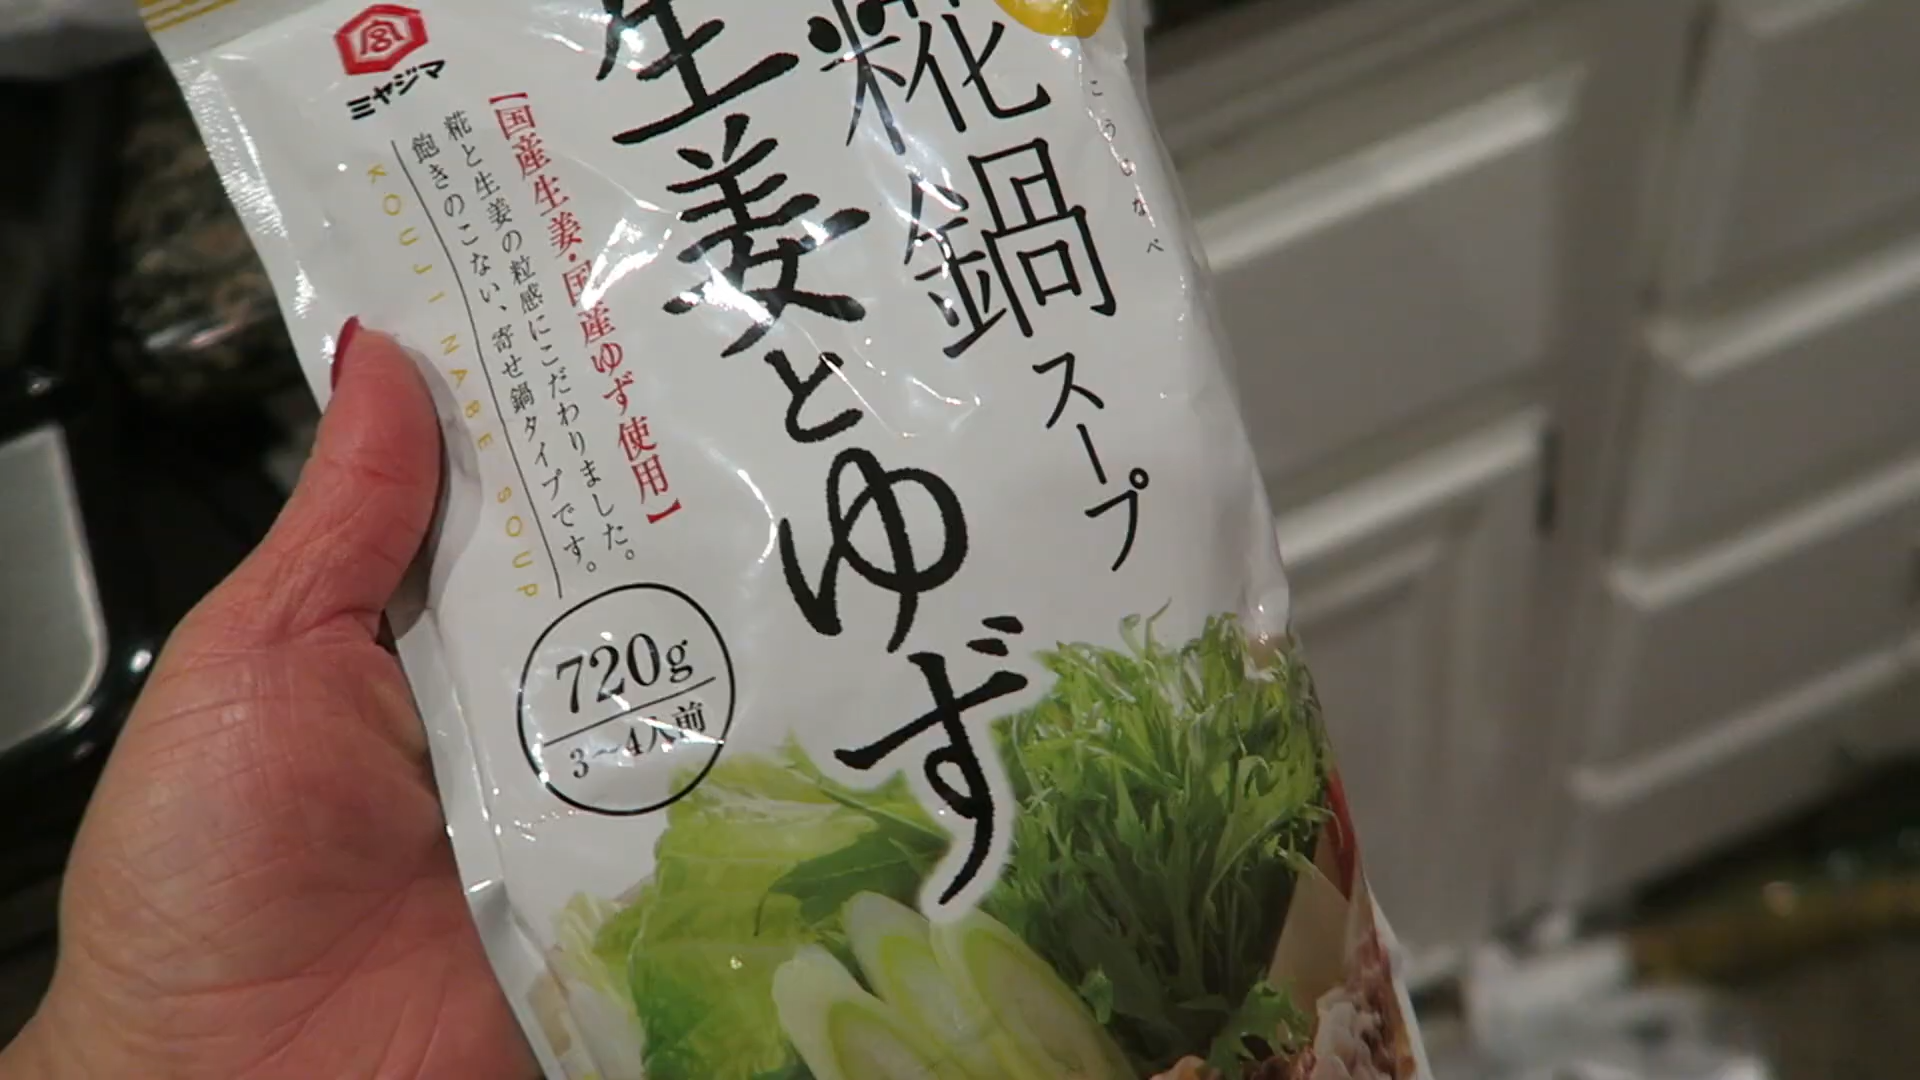 ミヤジマ
こうじなべ
糀鍋スープ
生姜とゆず
【国産生姜・国産ゆず使用】
糀と生姜の粒感にこだわりました。
飽きのこない、寄せ鍋タイプです。
KOUJI NABE SOUP
720g
3〜4人前